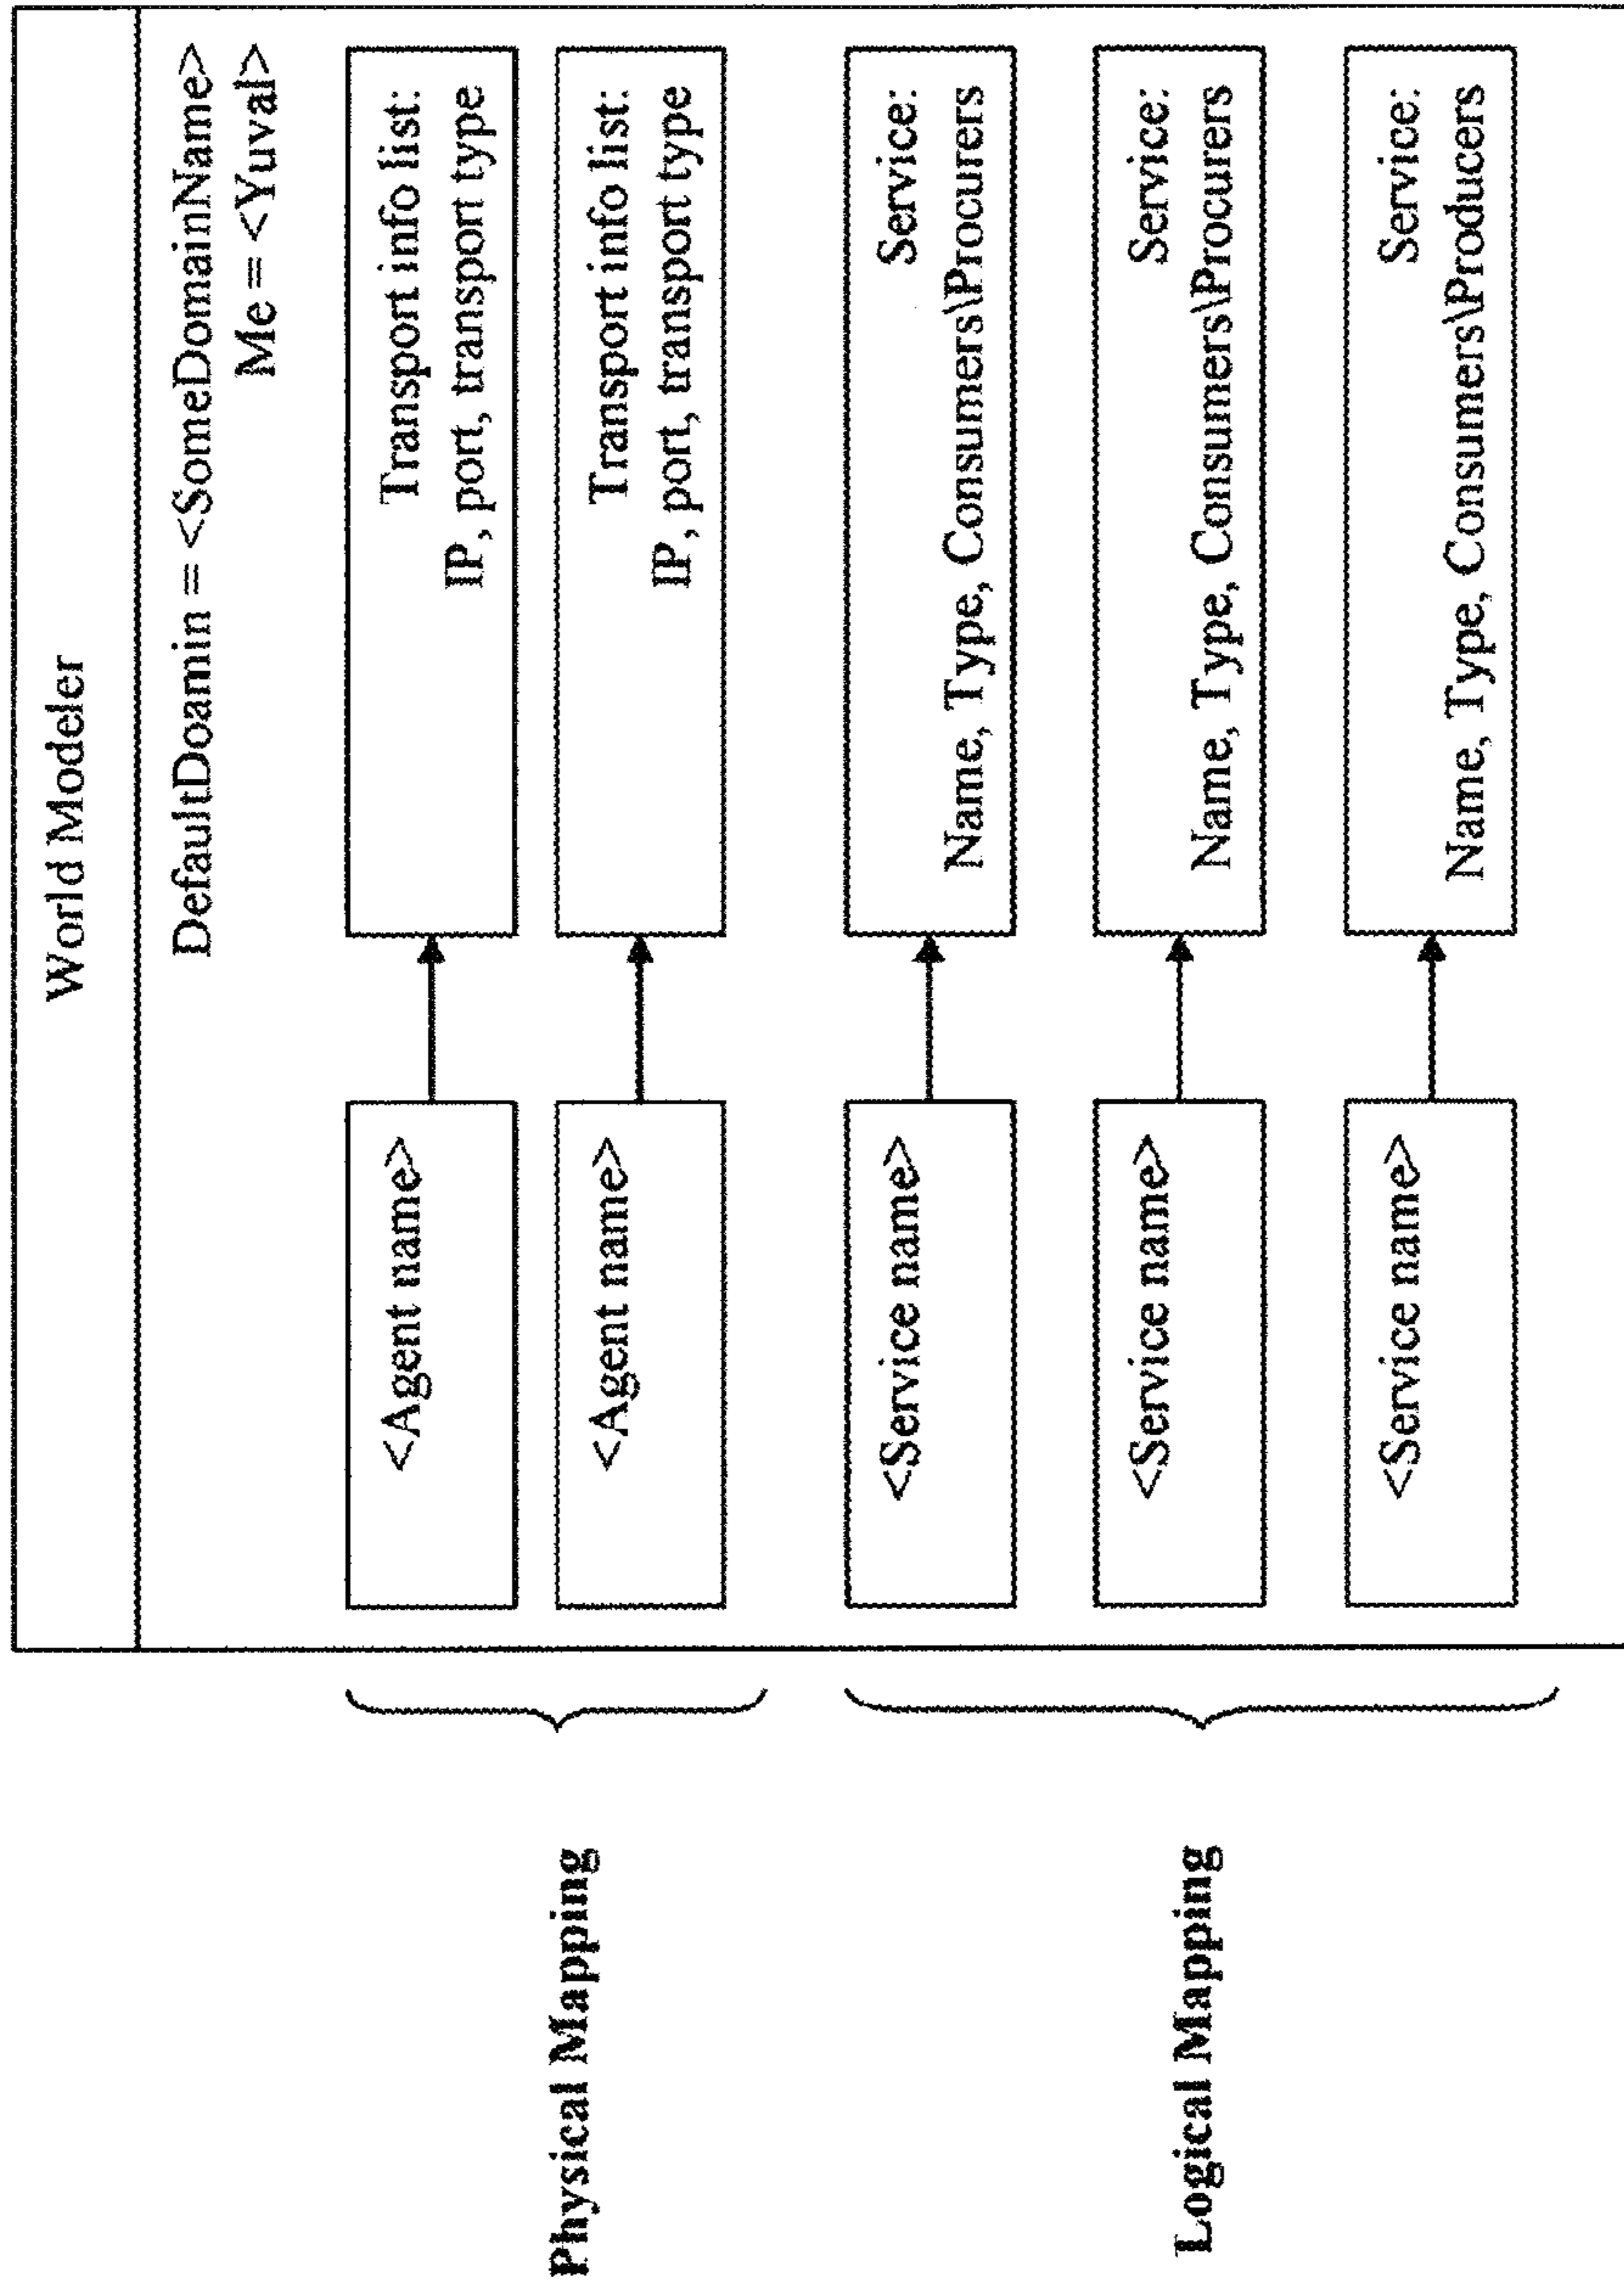 World Modeler
DefaultDoamin = <SomeDomainName>
Me = <Yuval>
Physical Mapping
<Agent name>
Transport info list:
IP, port, transport type
<Agent name>
Transport info list:
IP, port, transport type
Logical Mapping
<Service name>
Service:
Name, Type, Consumers\Procurers
<Service name>
Service:
Name, Type, Consumers\Procurers
<Service name>
Service:
Name, Type, Consumers\Producers